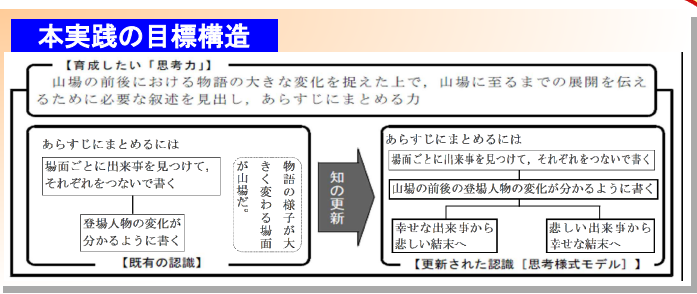 本実践の目標構造
【育成したい「思考力」】
山場の前後における物語の大きな変化を捉えた上で，山場に至るまでの展開を伝え
るために必要な叙述を見出し，あらすじにまとめる力
あらすじにまとめるには
場面ごとに出来事を見つけて，
それぞれをつないで書く
登場人物の変化が
分かるように書く
物語の様子が大
きく変わる場面
が山場だ。
【既有の認識】
知の更新
あらすじにまとめるには
場面ごとに出来事を見つけて，それぞれをつないで書く
山場の前後の登場人物の変化が分かるように書く
幸せな出来事から
悲しい結末へ
悲しい出来事から
幸せな結末へ
【更新された認識［思考様式モデル］】